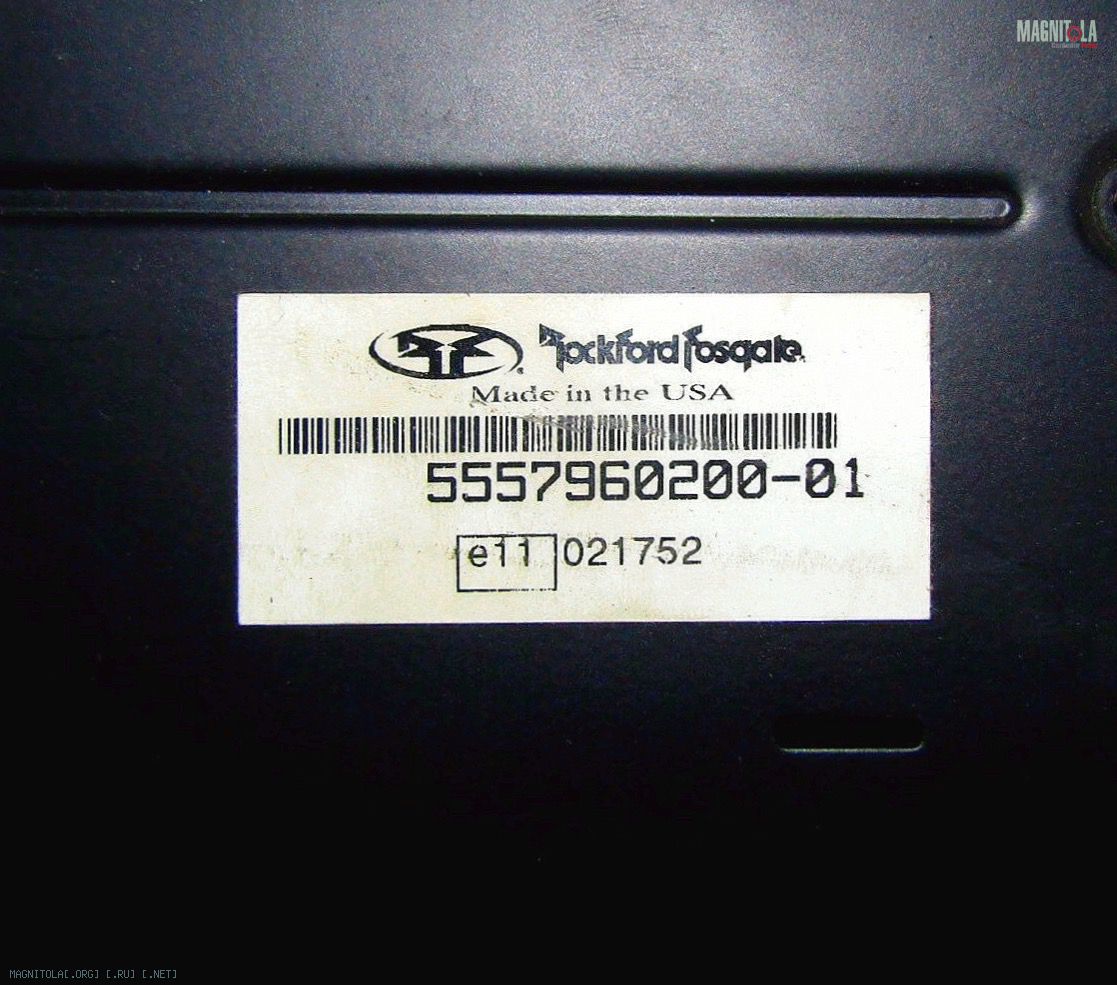 MAGNITOLA
Rockford Fosgate
Made in the USA
5557960200-01
e11 021752
MAGNITOLA[.ORG] [.RU] [.NET]